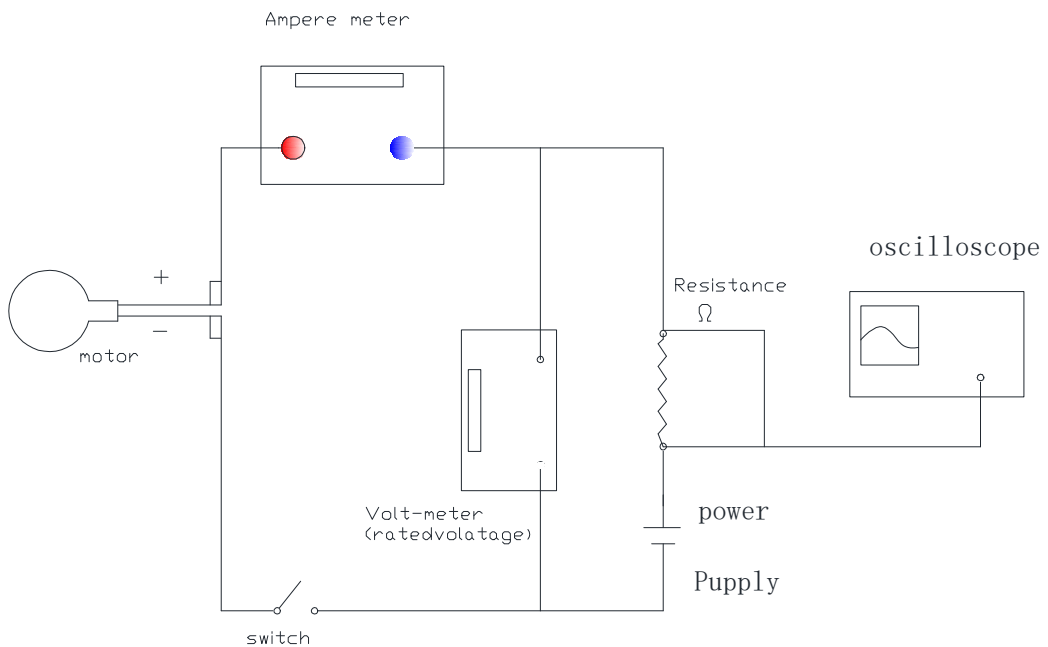 Ampere meter
oscilloscope
+
Resistance
Ω
−
motor
-
Volt-meter
(ratedvolatage)
power
Pupply
switch